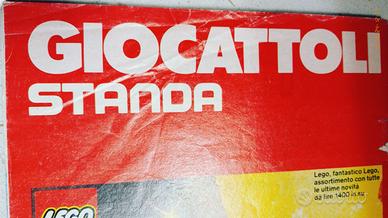 GIOCATTOLI
STANDA
LEGO
Lego, fantastico Lego,
assortimento con tutte
le ultime novità
da lire 1400 in su